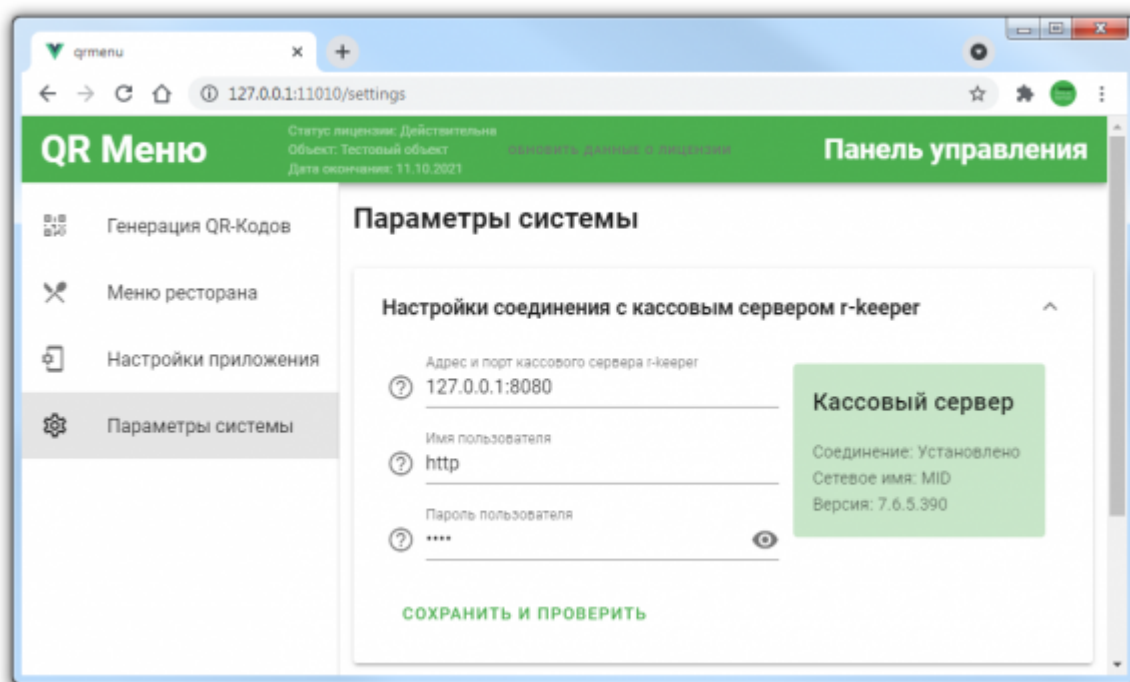 qrmenu
127.0.0.1:11010/settings
QR Меню
Статус лицензии: Действительна
Объект: Тестовый объект
Дата окончания: 11.10.2021
ОБНОВИТЬ ДАННЫЕ О ЛИЦЕНЗИИ
Панель управления
Генерация QR-Кодов
Меню ресторана
Настройки приложения
Параметры системы
Параметры системы
Настройки соединения с кассовым сервером r-keeper
Адрес и порт кассового сервера r-keeper
127.0.0.1:8080
Имя пользователя
http
Пароль пользователя
••••
СОХРАНИТЬ И ПРОВЕРИТЬ
Кассовый сервер
Соединение: Установлено
Сетевое имя: MID
Версия: 7.6.5.390